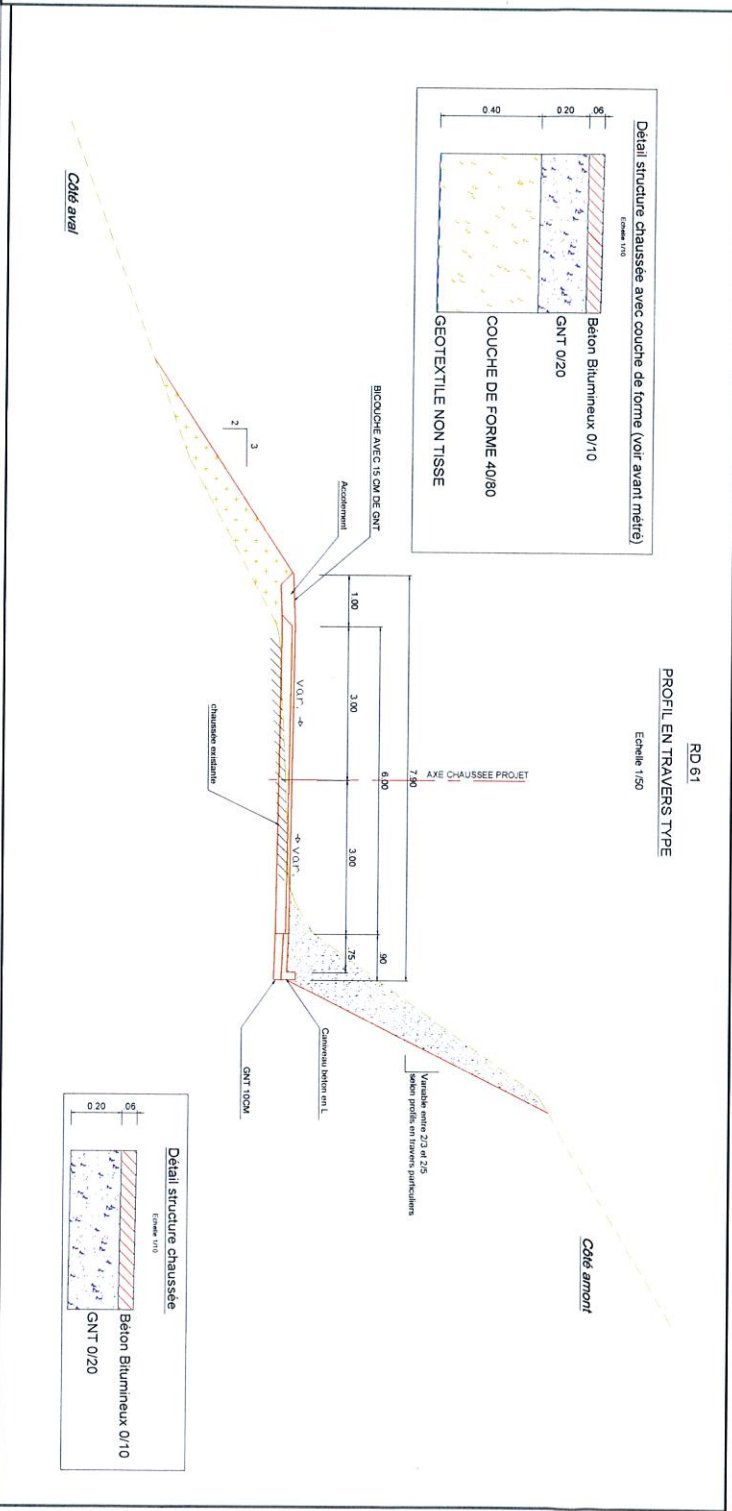 RD 61
PROFIL EN TRAVERS TYPE
Echelle 1/50
Détail structure chaussée avec couche de forme (voir avant métré)
Echelle 1/10
06
0.20
0.40
Béton Bitumineux 0/10
GNT 0/20
COUCHE DE FORME 40/80
GEOTEXTILE NON TISSE
Côté aval
3
2
BICOUCHE AVEC 15 CM DE GNT
Accotement
7.90
6.00
.90
1.00
3.00
3.00
.75
AXE CHAUSSEE PROJET
var.
var.
chaussée existante
Caniveau béton en L
GNT 10CM
Variable entre 2/3 et 2/5
selon profils en travers particuliers
Côté amont
Détail structure chaussée
Echelle 1/10
06
0.20
Béton Bitumineux 0/10
GNT 0/20